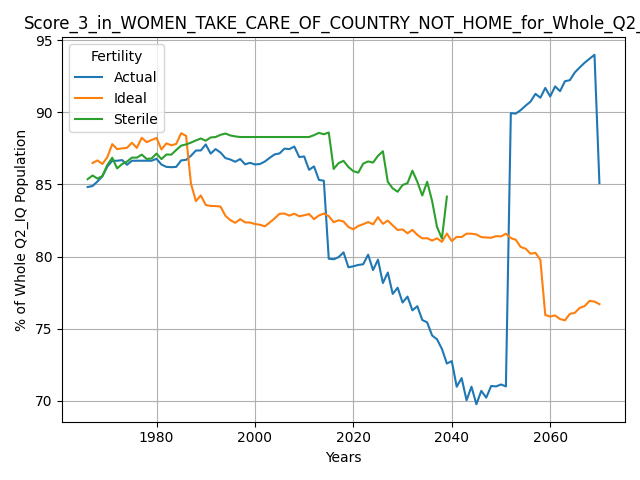 Score_3_in_WOMEN_TAKE_CARE_OF_COUNTRY_NOT_HOME_for_Whole_Q2_
Fertility
Actual
Ideal
Sterile
% of Whole Q2_IQ Population
95
90
85
80
75
70
1980
2000
2020
2040
2060
Years